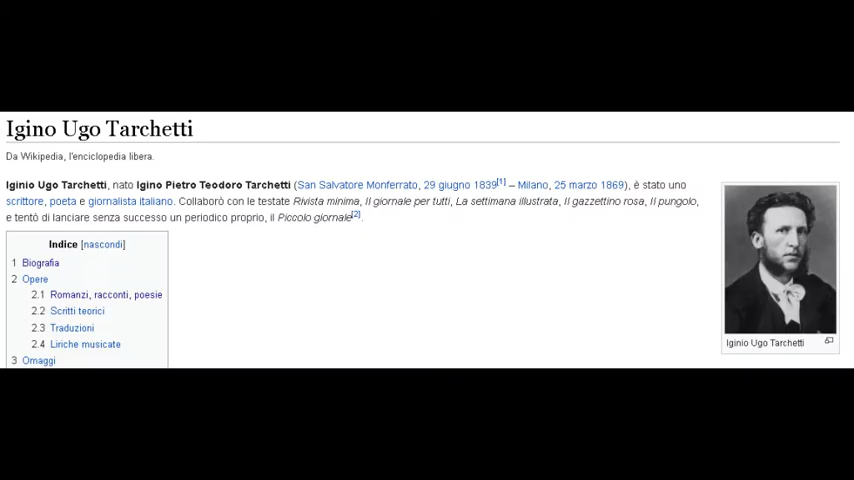 Igino Ugo Tarchetti
Da Wikipedia, l'enciclopedia libera.
Iginio Ugo Tarchetti, nato Igino Pietro Teodoro Tarchetti (San Salvatore Monferrato, 29 giugno 1839[1] – Milano, 25 marzo 1869), è stato uno
scrittore, poeta e giornalista italiano. Collaborò con le testate Rivista minima, Il giornale per tutti, La settimana illustrata, Il gazzettino rosa, Il pungolo,
e tentò di lanciare senza successo un periodico proprio, il Piccolo giornale[2].
Indice [nascondi]
1 Biografia
2 Opere
2.1 Romanzi, racconti, poesie
2.2 Scritti teorici
2.3 Traduzioni
2.4 Liriche musicate
3 Omaggi
Iginio Ugo Tarchetti